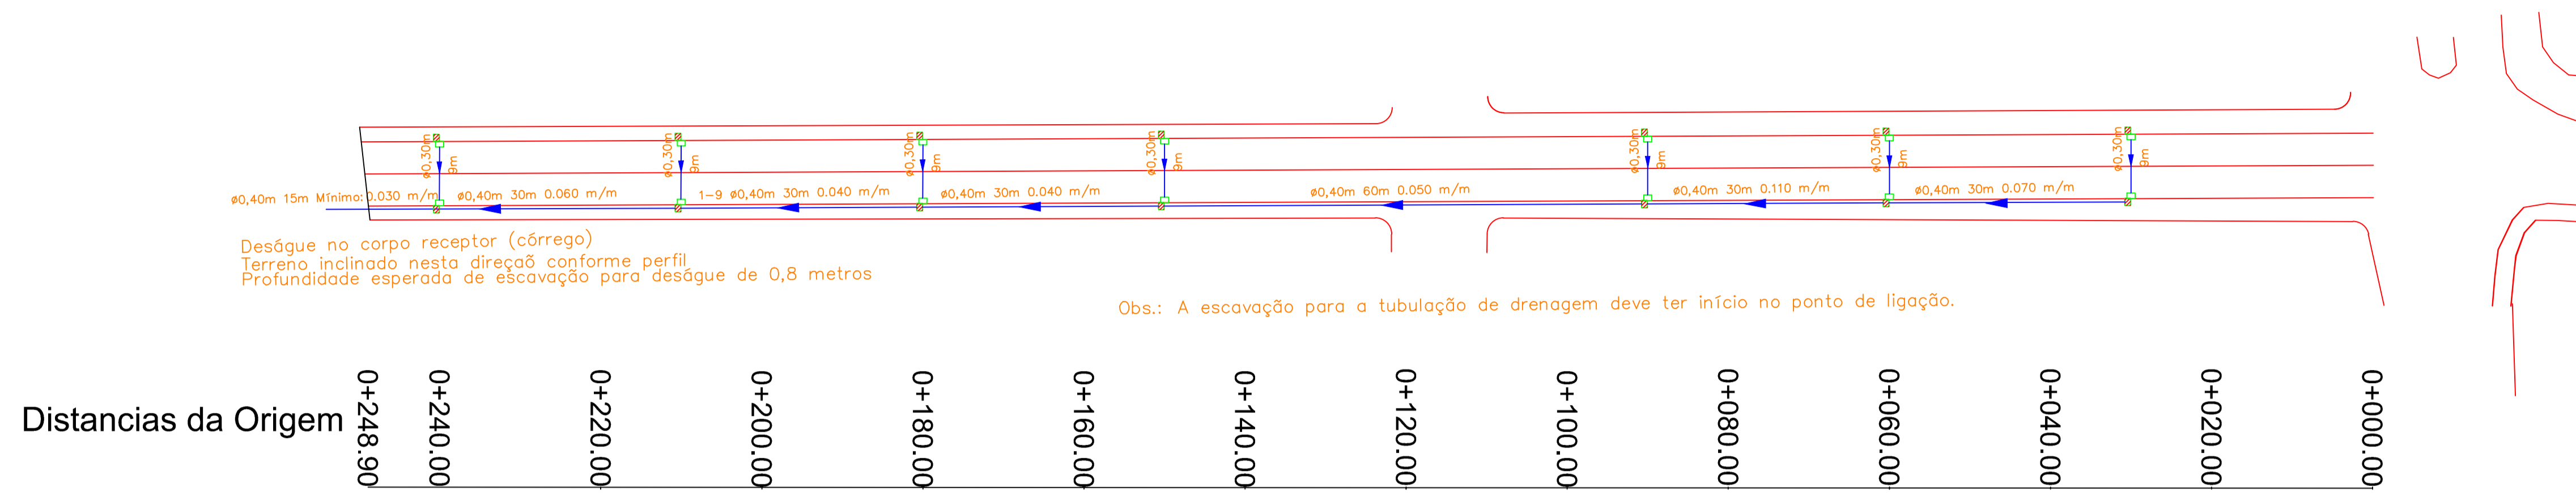 ø0,30m
9m
ø0,30m
9m
ø0,30m
9m
ø0,30m
9m
ø0,30m
9m
ø0,30m
9m
ø0,30m
9m
ø0,40m 15m Mínimo: 0.030 m/m
ø0,40m 30m 0.060 m/m
1-9 ø0,40m 30m 0.040 m/m
ø0,40m 30m 0.040 m/m
ø0,40m 60m 0.050 m/m
ø0,40m 30m 0.110 m/m
ø0,40m 30m 0.070 m/m
Deságue no corpo receptor (córrego)
Terreno inclinado nesta direçaõ conforme perfil
Profundidade esperada de escavação para deságue de 0,8 metros
Obs.: A escavação para a tubulação de drenagem deve ter início no ponto de ligação.
Distancias da Origem
0+248.90
0+240.00
0+220.00
0+200.00
0+180.00
0+160.00
0+140.00
0+120.00
0+100.00
0+080.00
0+060.00
0+040.00
0+020.00
0+000.00